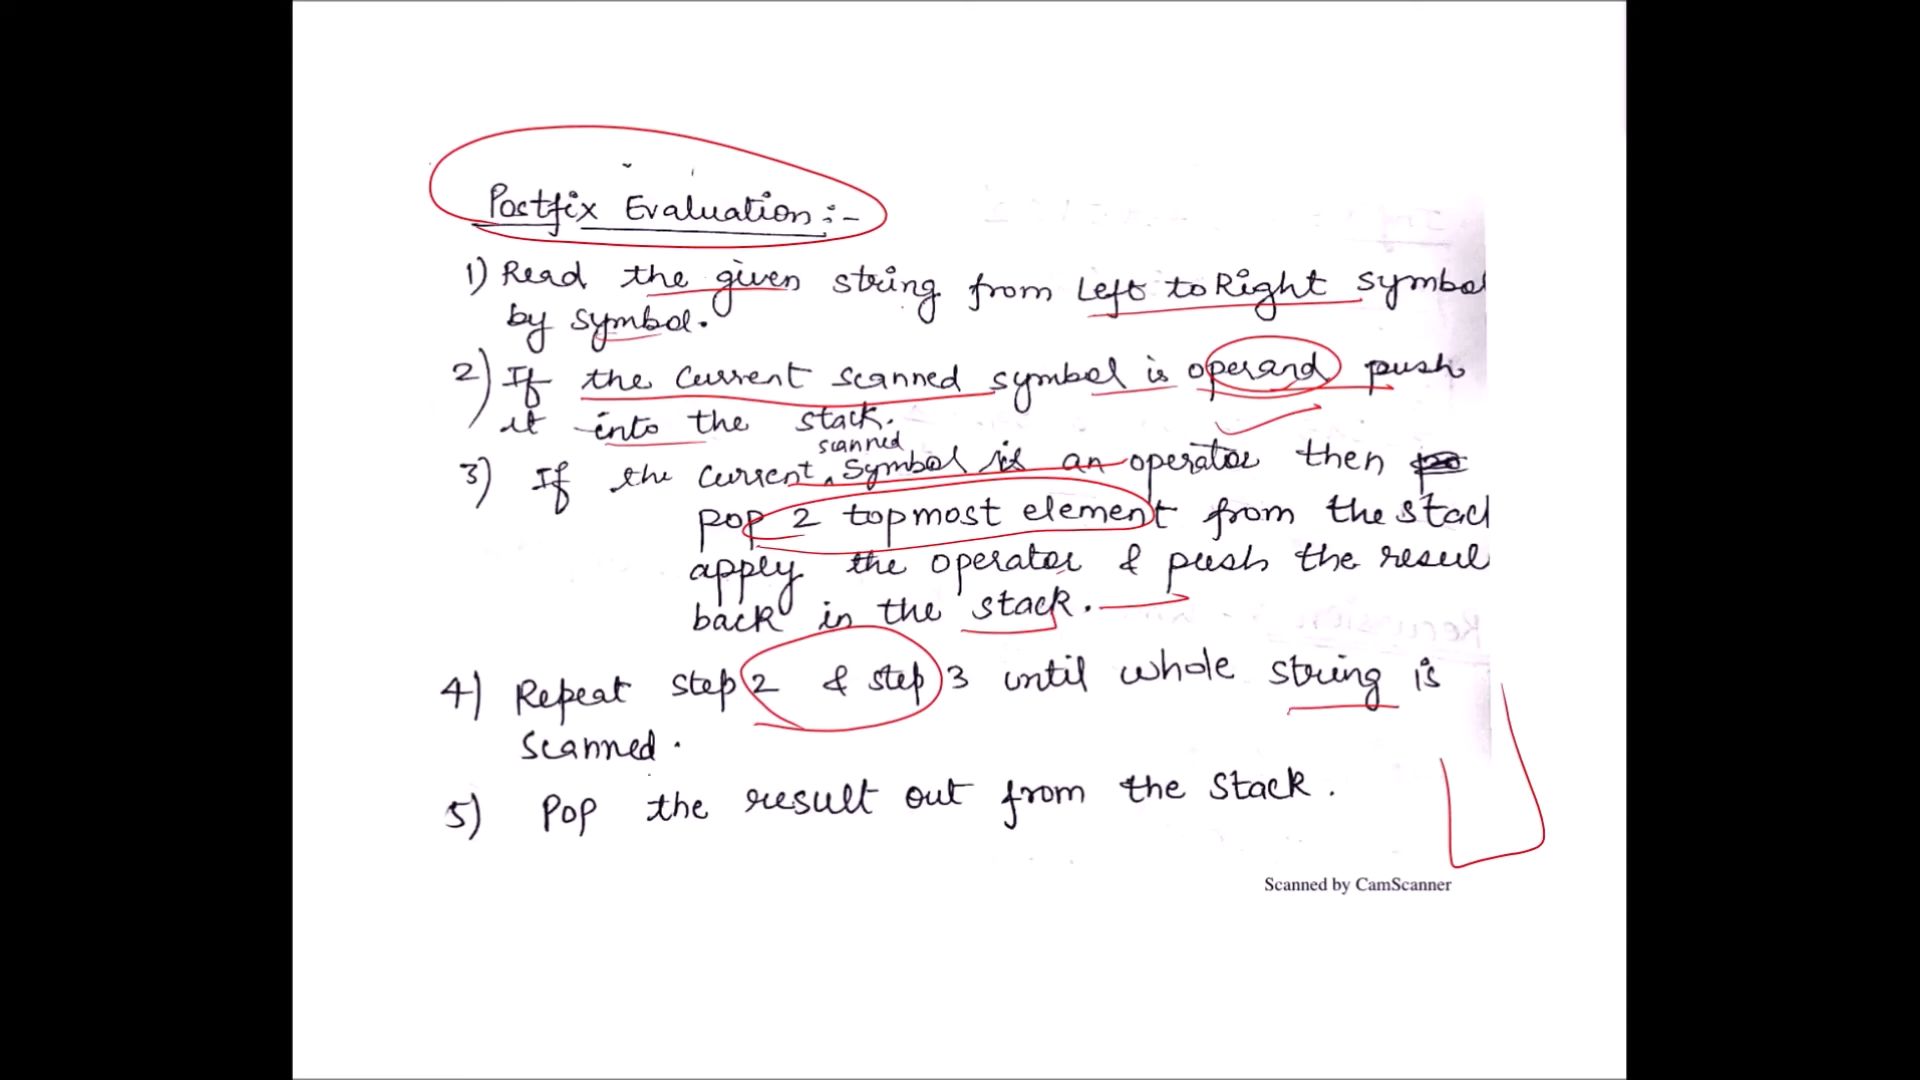 Postfix Evaluation :-
1) Read the given string from Left to Right symbol
by symbol.
2) If the current scanned symbol is operand push
it into the stack.
scanned
3) If the current symbol is an operator then
pop 2 topmost element from the stack
apply the operator & push the resul
back in the stack.
4) Repeat step 2 & step 3 until whole string is
scanned.
5) Pop the result out from the stack.
Scanned by CamScanner